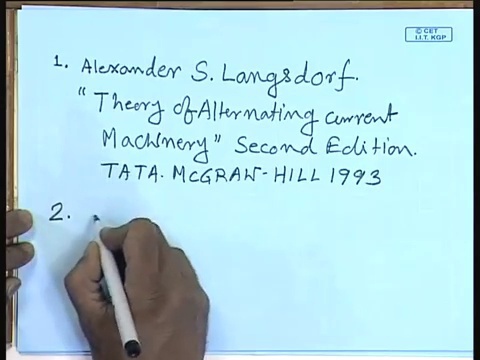 © CET
I.I.T. KGP
1. Alexander S. Langsdorf.
"Theory of Alternating current
Machinery" Second Edition.
TATA. McGRAW-HILL 1993
2.